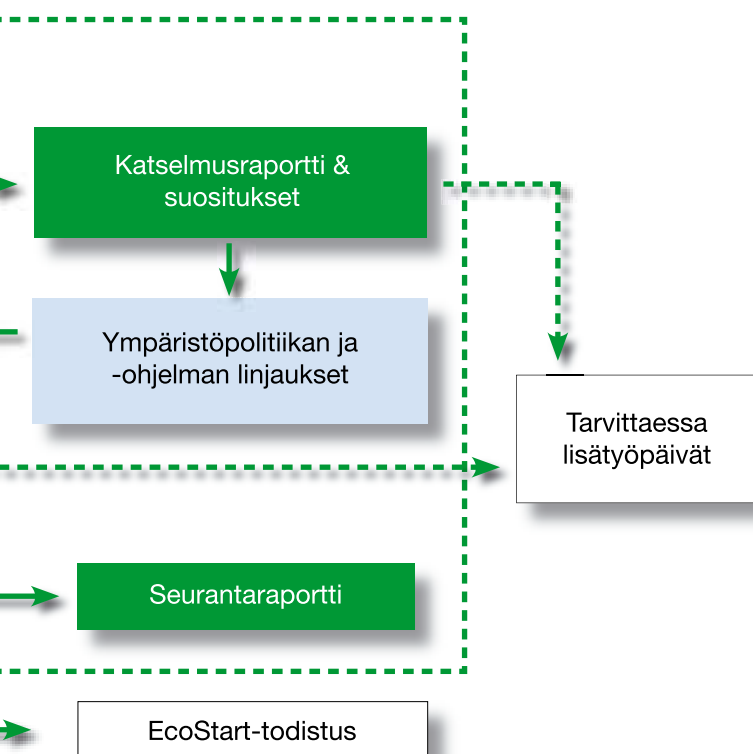 Katselmusraportti &
suositukset
Ympäristöpolitiikan ja
-ohjelman linjaukset
Tarvittaessa
lisätyöpäivät
Seurantaraportti
EcoStart-todistus